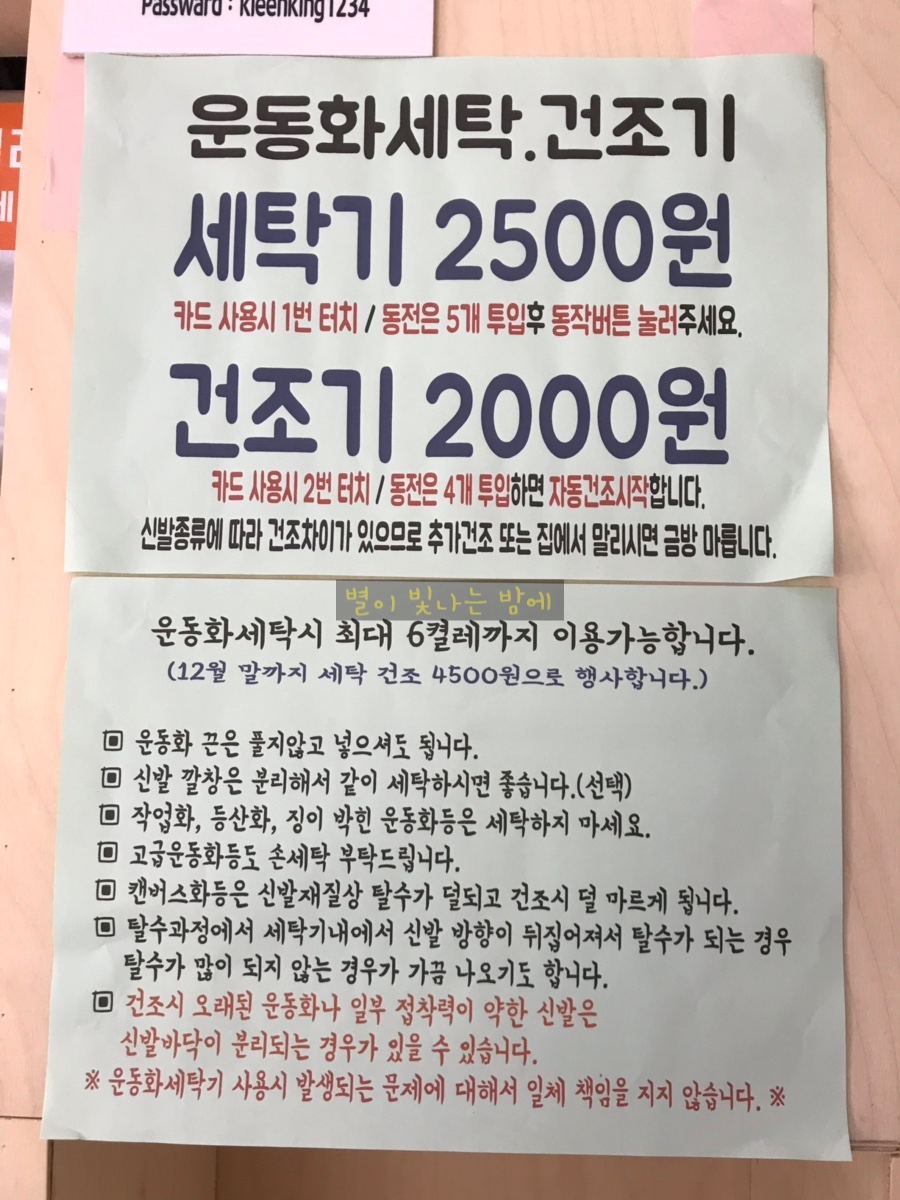 Passward : kleenking1234
운동화세탁.건조기
세탁기 2500원
카드 사용시 1번 터치 / 동전은 5개 투입후 동작버튼 눌러주세요.
건조기 2000원
카드 사용시 2번 터치 / 동전은 4개 투입하면 자동건조시작합니다.
신발종류에 따라 건조차이가 있으므로 추가건조 또는 집에서 말리시면 금방 마릅니다.
별이 빛나는 밤에
운동화세탁시 최대 6켤레까지 이용가능합니다.
(12월 말까지 세탁 건조 4500원으로 행사합니다.)
▣ 운동화 끈은 풀지않고 넣으셔도 됩니다.
▣ 신발 깔창은 분리해서 같이 세탁하시면 좋습니다.(선택)
▣ 작업화, 등산화, 징이 박힌 운동화등은 세탁하지 마세요.
▣ 고급운동화등도 손세탁 부탁드립니다.
▣ 캔버스화등은 신발재질상 탈수가 덜되고 건조시 덜 마르게 됩니다.
▣ 탈수과정에서 세탁기내에서 신발 방향이 뒤집어져서 탈수가 되는 경우
탈수가 많이 되지 않는 경우가 가끔 나오기도 합니다.
▣ 건조시 오래된 운동화나 일부 접착력이 약한 신발은
신발바닥이 분리되는 경우가 있을 수 있습니다.
※ 운동화세탁기 사용시 발생되는 문제에 대해서 일체 책임을 지지 않습니다. ※